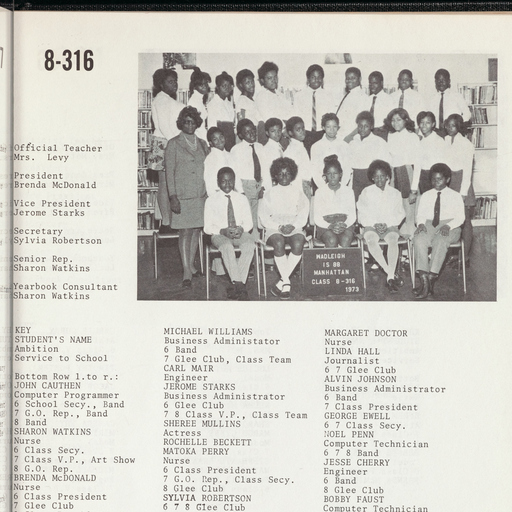 8-316
Official Teacher
Mrs. Levy
President
Brenda McDonald
Vice President
Jerome Starks
Secretary
Sylvia Robertson
Senior Rep.
Sharon Watkins
Yearbook Consultant
Sharon Watkins
MADLEIGH
IS 88
MANHATTAN
CLASS 8-316
1973
KEY
STUDENT'S NAME
Ambition
Service to School
Bottom Row l.to r.:
JOHN CAUTHEN
Computer Programmer
6 School Secy., Band
7 G.O. Rep., Band
8 Band
SHARON WATKINS
Nurse
6 Class Secy.
7 Class V.P., Art Show
8 G.O. Rep.
BRENDA McDONALD
Nurse
6 Class President
7 Glee Club
MICHAEL WILLIAMS
Business Administator
6 Band
7 Glee Club, Class Team
CARL MAIR
Engineer
JEROME STARKS
Business Administrator
6 Glee Club
7 8 Class V.P., Class Team
SHEREE MULLINS
Actress
ROCHELLE BECKETT
MATOKA PERRY
Nurse
6 Class President
7 G.O. Rep., Class Secy.
8 Glee Club
SYLVIA ROBERTSON
6 7 8 Glee Club
MARGARET DOCTOR
Nurse
LINDA HALL
Journalist
6 7 Glee Club
ALVIN JOHNSON
Business Administrator
6 Band
7 Class President
GEORGE EWELL
6 7 Class Secy.
NOEL PENN
Computer Technician
6 7 8 Band
JESSE CHERRY
Engineer
6 Band
8 Glee Club
BOBBY FAUST
Computer Technician